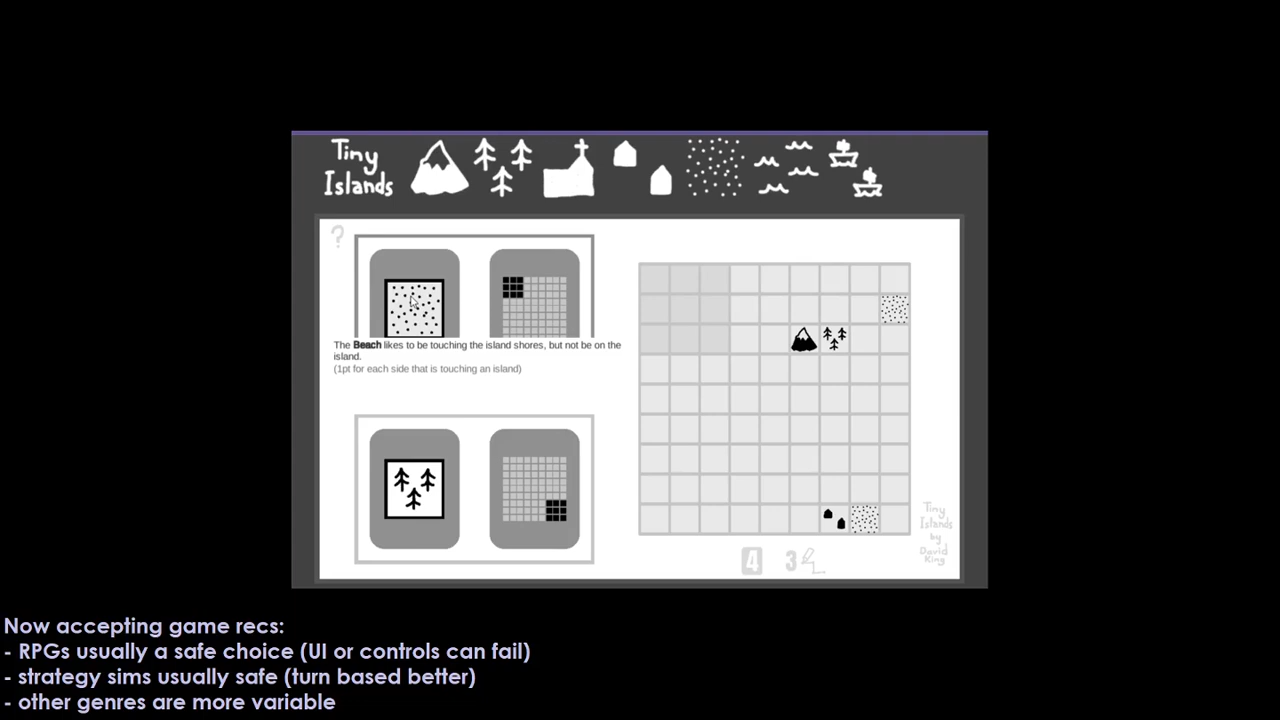 Tiny
Islands
?
The Beach likes to be touching the island shores, but not be on the
island.
(1pt for each side that is touching an island)
4 3
Tiny
Islands
by
David
King
Now accepting game recs:
- RPGs usually a safe choice (UI or controls can fail)
- strategy sims usually safe (turn based better)
- other genres are more variable